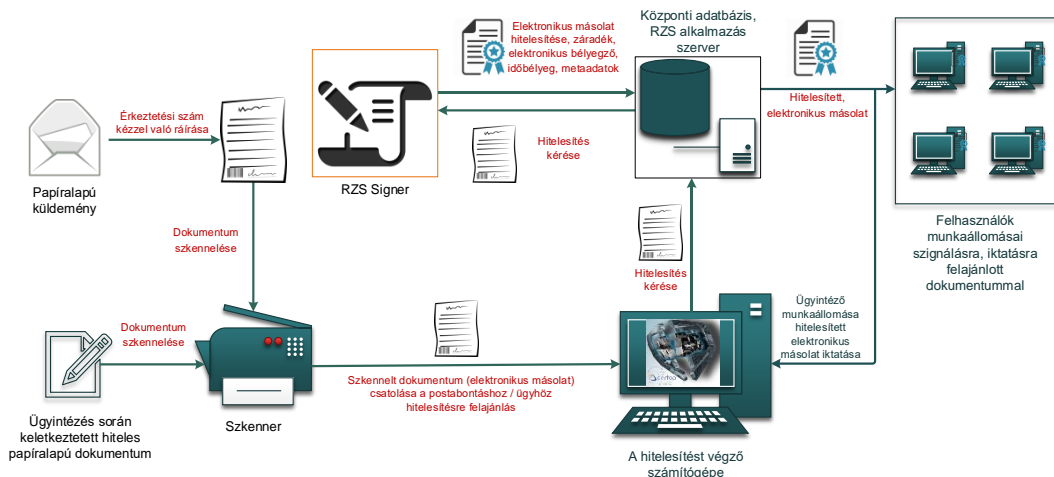 Elektronikus másolat
hitelesítése, záradék,
elektronikus bélyegző,
időbélyeg, metaadatok
Központi adatbázis,
RZS alkalmazás
szerver
Érkeztetési szám
kézzel való ráírása
Hitelesítés
kérése
Hitelesített,
elektronikus másolat
Papíralapú
küldemény
RZS Signer
Felhasználók
munkaállomásai
szignálásra, iktatásra
felajánlott
dokumentummal
Dokumentum
szkennelése
Hitelesítés
kérése
Ügyintéző
munkaállomása
hitelesített
elektronikus
másolat iktatása
Dokumentum
szkennelése
Szkennelt dokumentum (elektronikus másolat)
csatolása a postabontáshoz / ügyhöz
hitelesítésre felajánlás
Ügyintézés során
keletkeztetett hiteles
papíralapú dokumentum
Szkenner
A hitelesítést végző
számítógépe